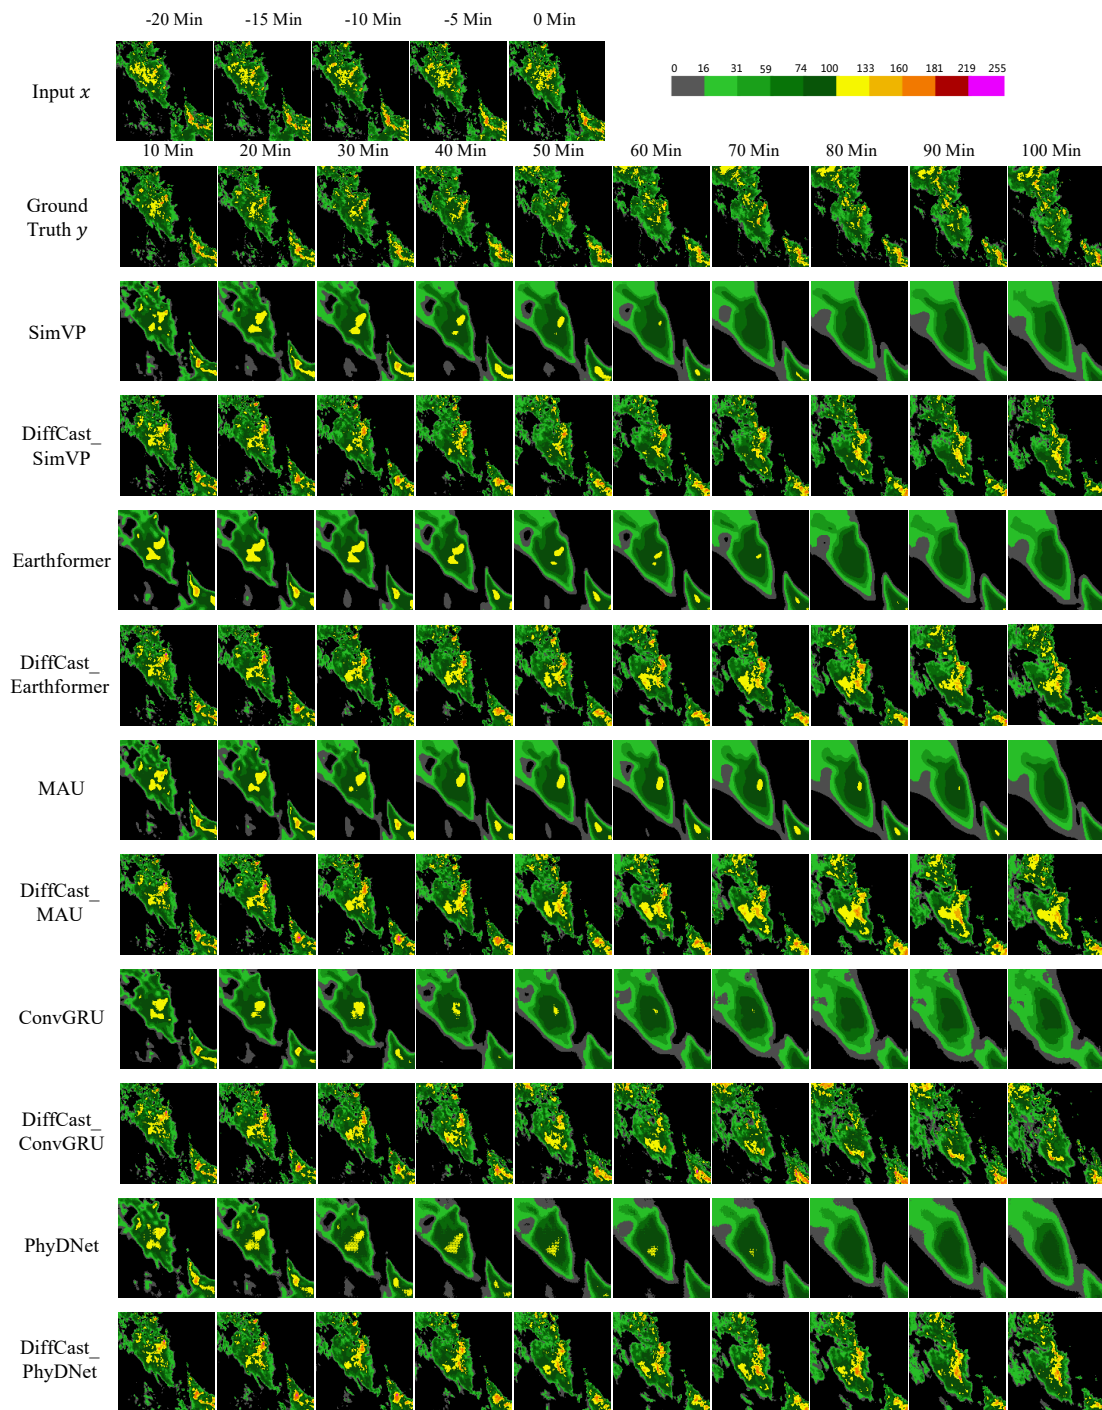 -20 Min -15 Min -10 Min -5 Min 0 Min
0 16 31 59 74 100 133 160 181 219 255
Input x
10 Min 20 Min 30 Min 40 Min 50 Min 60 Min 70 Min 80 Min 90 Min 100 Min
Ground
Truth y
SimVP
DiffCast_
SimVP
Earthformer
DiffCast_
Earthformer
MAU
DiffCast_
MAU
ConvGRU
DiffCast_
ConvGRU
PhyDNet
DiffCast_
PhyDNet